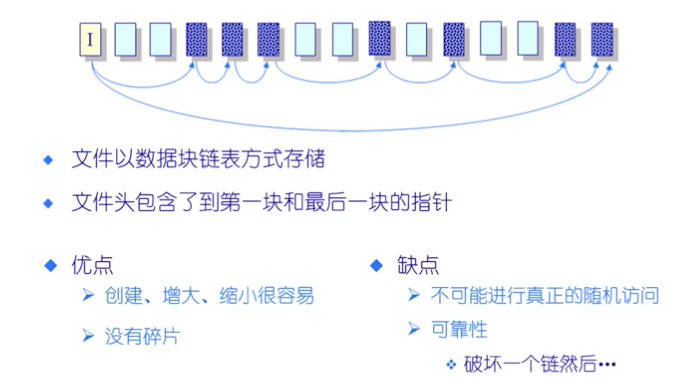 I
文件以数据块链表方式存储
文件头包含了到第一块和最后一块的指针
优点
创建、增大、缩小很容易
没有碎片
缺点
不可能进行真正的随机访问
可靠性
破坏一个链然后…